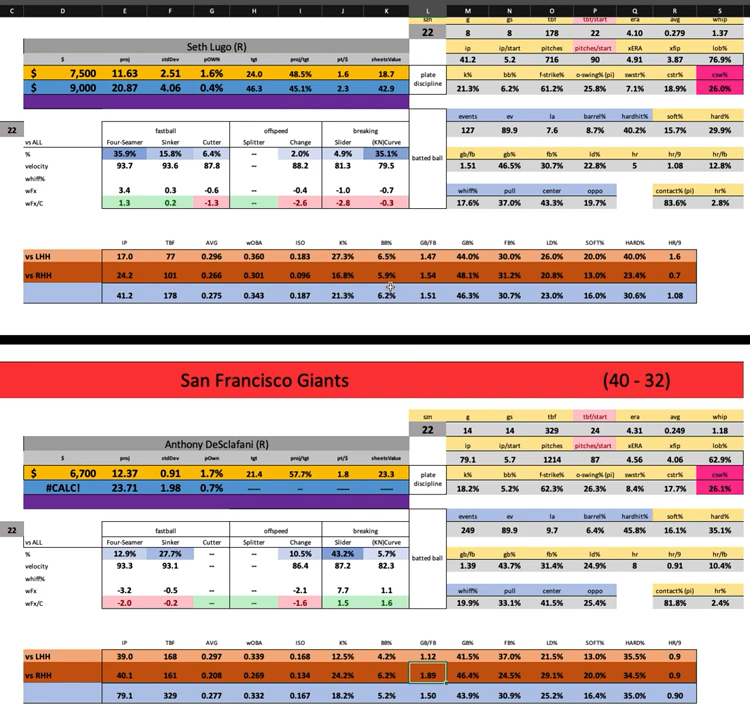 C D E F G H I J K L M N O P Q R S
szn g gs tbf tbf/start era avg whip
22 8 8 178 22 4.10 0.279 1.37
Seth Lugo (R) ip ip/start pitches pitches/start xERA xfip lob%
$ proj stdDev pOWN tgt proj/tgt pt/$ sheetsValue 41.2 5.2 716 90 4.91 3.87 76.9%
$ 7,500 11.63 2.51 1.6% 24.0 48.5% 1.6 18.7 plate discipline k% bb% f-strike% o-swing% (pi) swstr% cstr% csw%
$ 9,000 20.87 4.06 0.4% 46.3 45.1% 2.3 42.9 21.3% 6.2% 61.2% 25.8% 7.1% 18.9% 26.0%
events ev la barrel% hardhit% soft% hard%
22 fastball offspeed breaking 127 89.9 7.6 8.7% 40.2% 15.7% 29.9%
vs ALL Four-Seamer Sinker Cutter Splitter Change Slider (KN)Curve
% 35.9% 15.8% 6.4% -- 2.0% 4.9% 35.1% batted ball gb/fb gb% fb% ld% hr hr/9 hr/fb
velocity 93.7 93.6 87.8 -- 88.2 81.3 79.5 1.51 46.5% 30.7% 22.8% 5 1.08 12.8%
whiff%
wFx 3.4 0.3 -0.6 -- -0.4 -1.0 -0.7 whiff% pull center oppo contact% (pi) hr%
wFx/C 1.3 0.2 -1.3 -- -2.6 -2.8 -0.3 17.6% 37.0% 43.3% 19.7% 83.6% 2.8%
IP TBF AVG wOBA ISO K% BB% GB/FB GB% FB% LD% SOFT% HARD% HR/9
vs LHH 17.0 77 0.296 0.360 0.183 27.3% 6.5% 1.47 44.0% 30.0% 26.0% 20.0% 40.0% 1.6
vs RHH 24.2 101 0.266 0.301 0.096 16.8% 5.9% 1.54 48.1% 31.2% 20.8% 13.0% 23.4% 0.7
41.2 178 0.275 0.343 0.187 21.3% 6.2% 1.51 46.3% 30.7% 23.0% 16.0% 30.6% 1.08
San Francisco Giants (40 - 32)
szn g gs tbf tbf/start era avg whip
22 14 14 329 24 4.31 0.249 1.18
Anthony DeSclafani (R) ip ip/start pitches pitches/start xERA xfip lob%
$ proj stdDev pOwn tgt proj/tgt pt/$ sheetsValue 79.1 5.7 1214 87 4.56 4.06 62.9%
$ 6,700 12.37 0.91 1.7% 21.4 57.7% 1.8 23.3 plate discipline k% bb% f-strike% o-swing% (pi) swstr% cstr% csw%
#CALC! 23.71 1.98 0.7% ---- -- -- -- 18.2% 5.2% 62.3% 26.3% 8.4% 17.7% 26.1%
events ev la barrel% hardhit% soft% hard%
22 fastball offspeed breaking 249 89.9 9.7 6.4% 45.8% 16.1% 35.1%
vs ALL Four-Seamer Sinker Cutter Splitter Change Slider (KN)Curve
% 12.9% 27.7% -- -- 10.5% 43.2% 5.7% batted ball gb/fb gb% fb% ld% hr hr/9 hr/fb
velocity 93.3 93.1 -- -- 86.4 87.2 82.3 1.39 43.7% 31.4% 24.9% 8 0.91 10.4%
whiff%
wFx -3.2 -0.5 -- -- -2.1 7.7 1.1 whiff% pull center oppo contact% (pi) hr%
wFx/C -2.0 -0.2 -- -- -1.6 1.5 1.6 19.9% 33.1% 41.5% 25.4% 81.8% 2.4%
IP TBF AVG wOBA ISO K% BB% GB/FB GB% FB% LD% SOFT% HARD% HR/9
vs LHH 39.0 168 0.297 0.339 0.168 12.5% 4.2% 1.12 41.5% 37.0% 21.5% 13.0% 35.5% 0.9
vs RHH 40.1 161 0.208 0.269 0.134 24.2% 6.2% 1.89 46.4% 24.5% 29.1% 20.0% 34.5% 0.9
79.1 329 0.277 0.332 0.167 18.2% 5.2% 1.50 43.9% 30.9% 25.2% 16.4% 35.0% 0.90